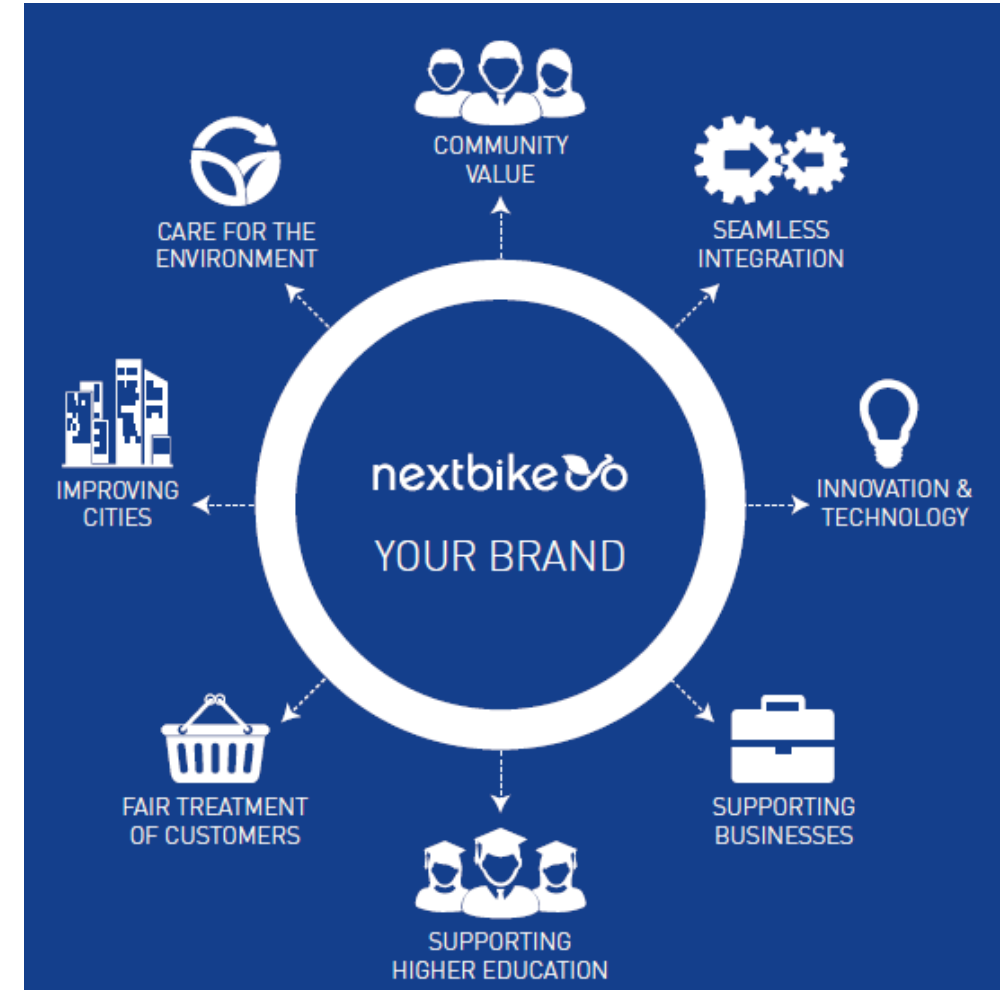 COMMUNITY
VALUE
SEAMLESS
INTEGRATION
CARE FOR THE
ENVIRONMENT
nextbike
YOUR BRAND
IMPROVING
CITIES
INNOVATION &
TECHNOLOGY
FAIR TREATMENT
OF CUSTOMERS
SUPPORTING
BUSINESSES
SUPPORTING
HIGHER EDUCATION